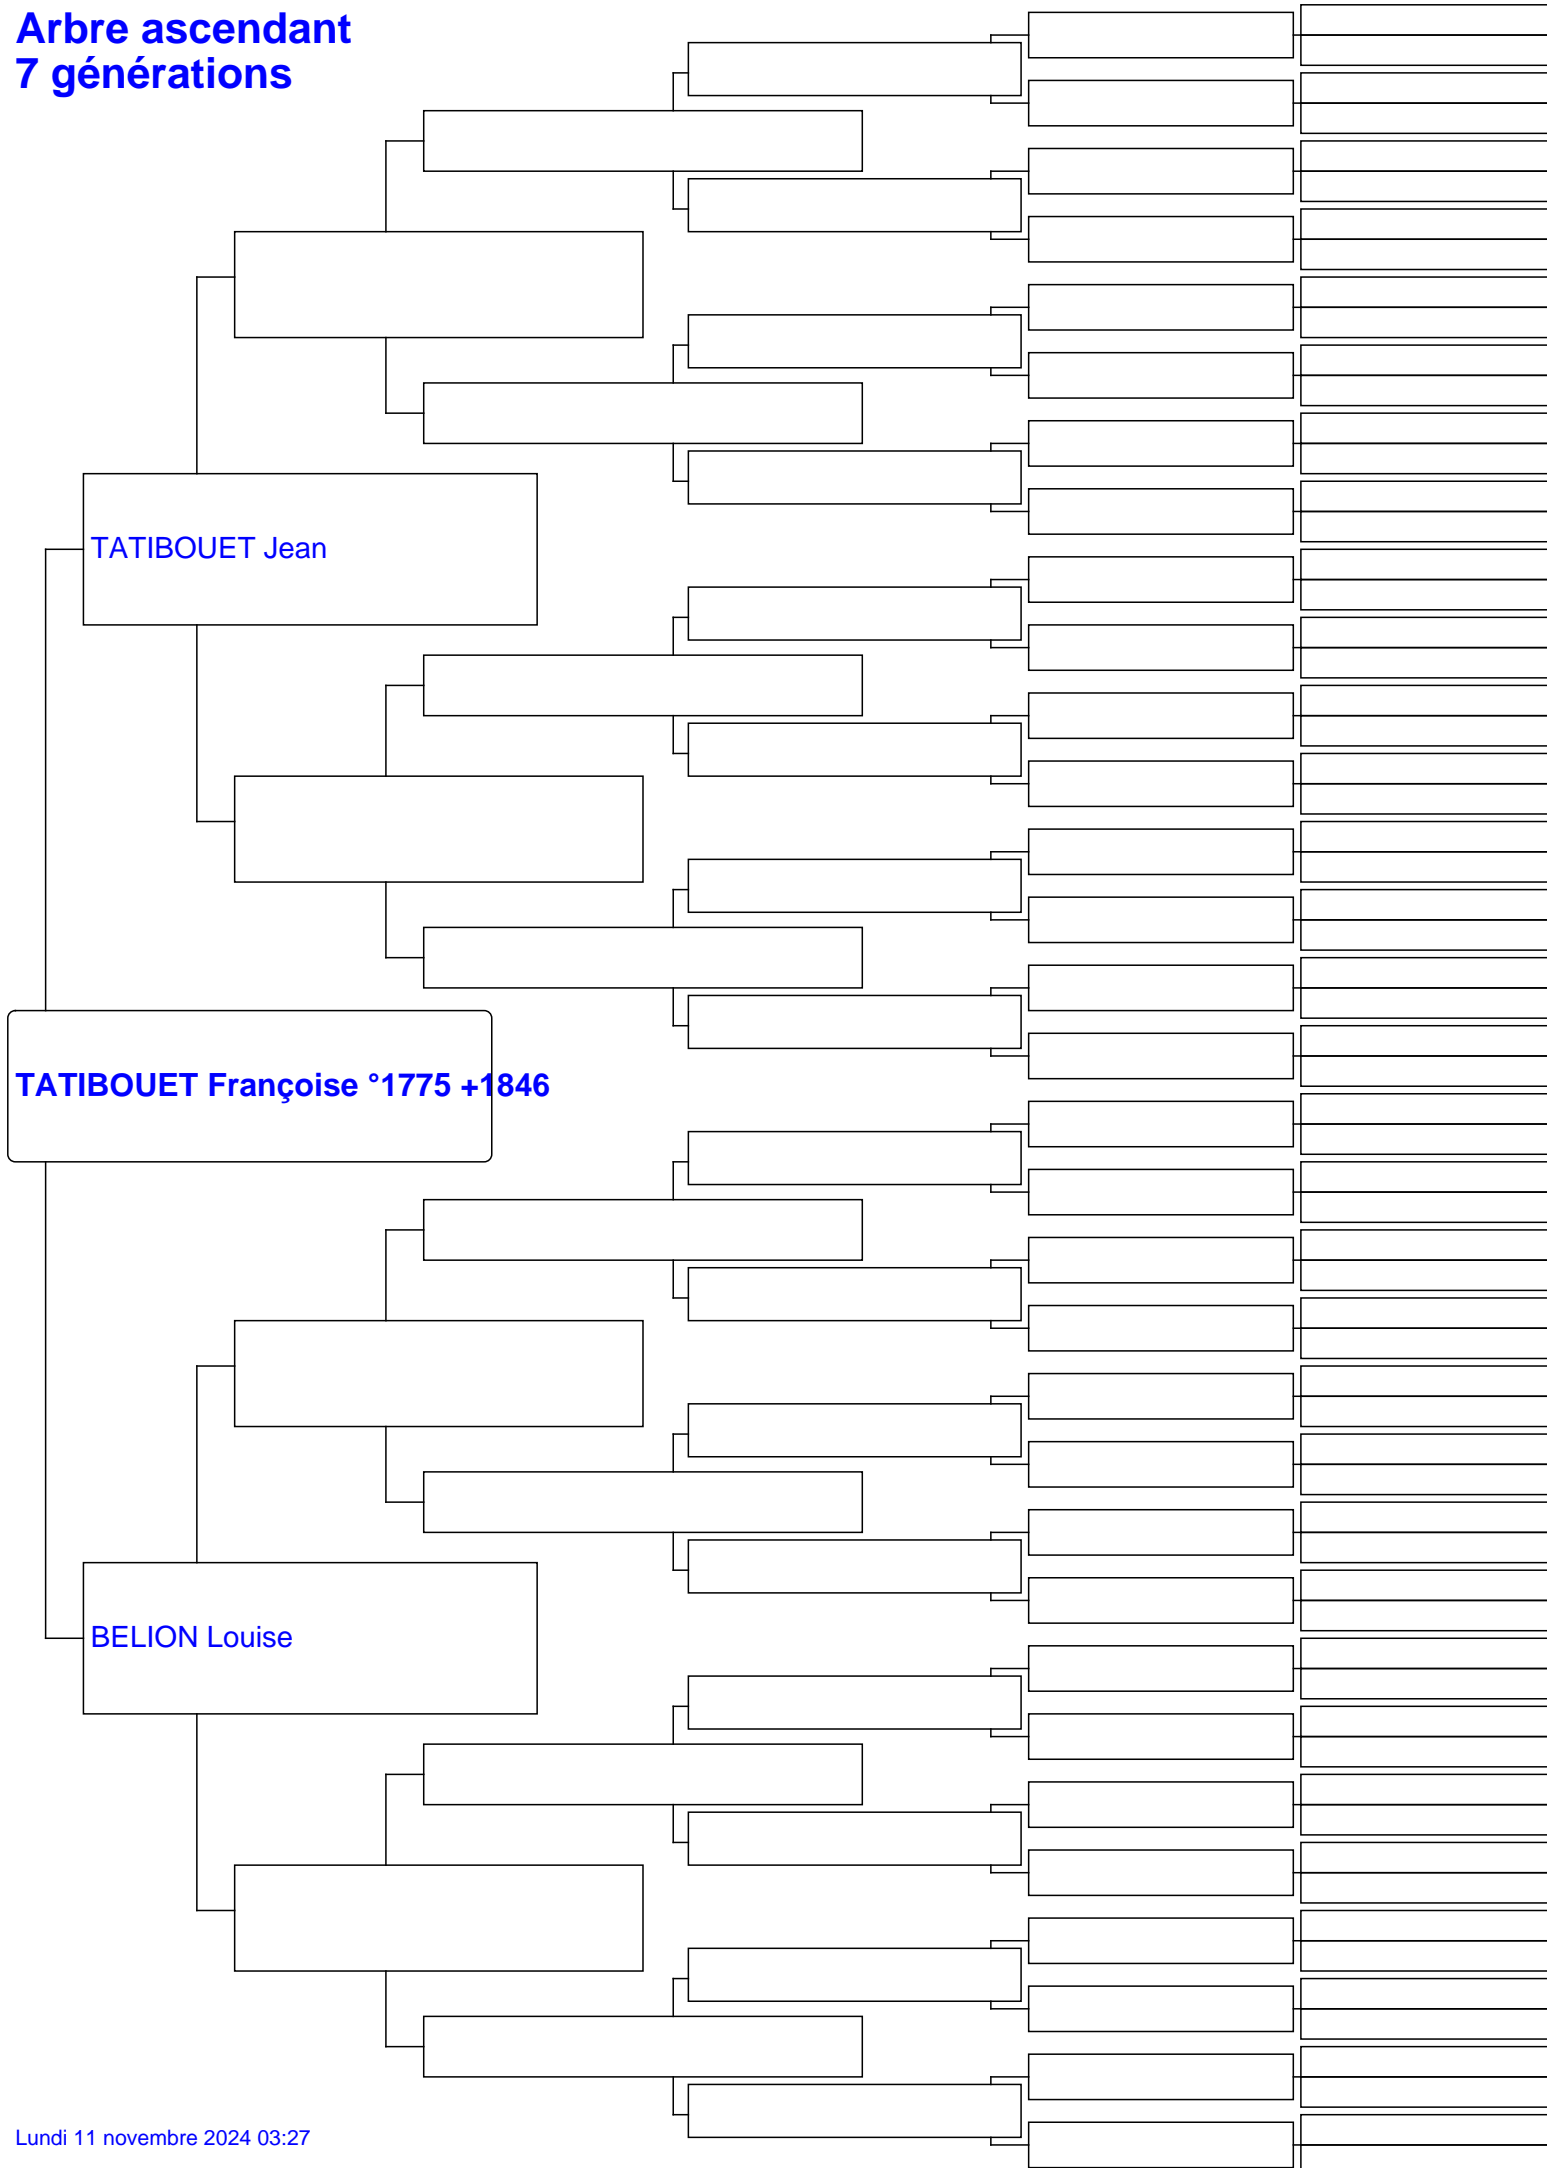 Arbre ascendant
7 générations
TATIBOUET Jean
TATIBOUET Françoise °1775 +1846
BELION Louise
Lundi 11 novembre 2024 03:27